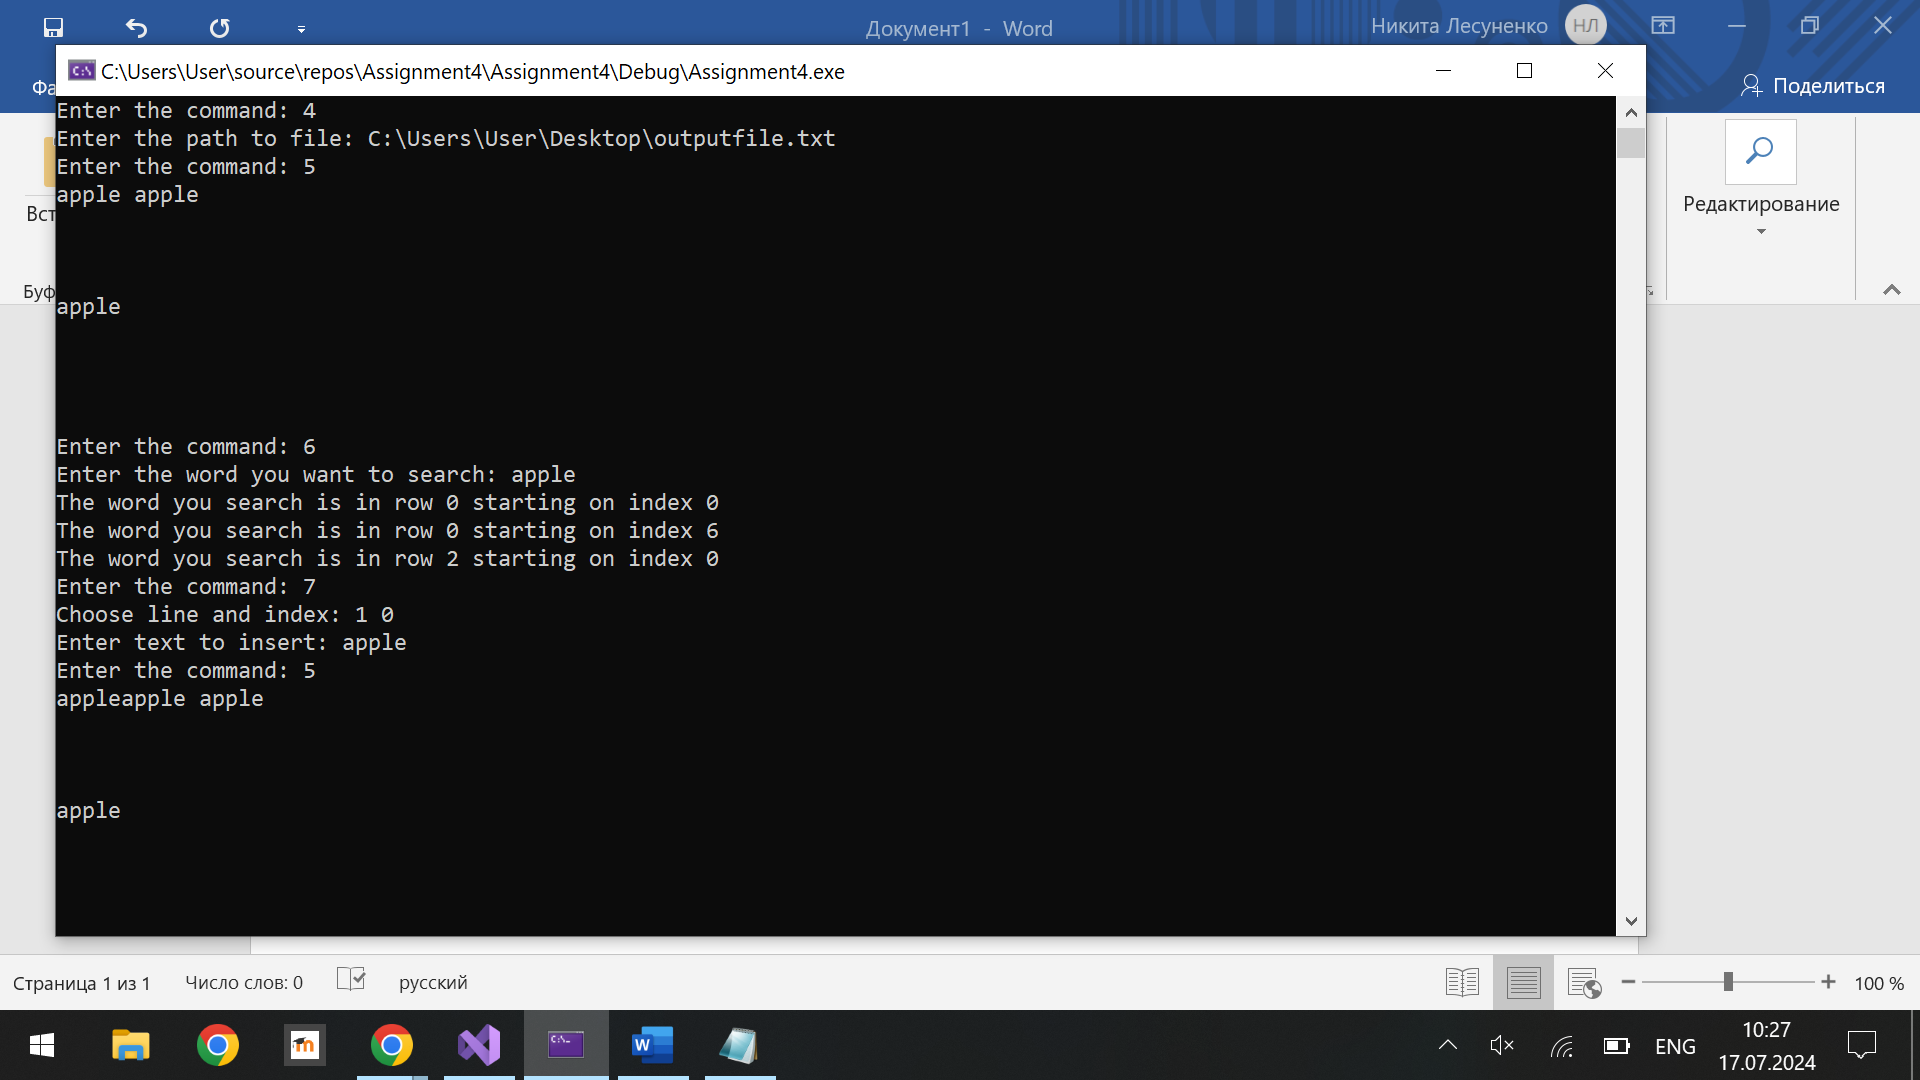 Документ1 - Word
Никита Лесуненко
НЛ
C:\Users\User\source\repos\Assignment4\Assignment4\Debug\Assignment4.exe
Фа
Поделиться
Enter the command: 4
Enter the path to file: C:\Users\User\Desktop\outputfile.txt
Enter the command: 5
apple apple
Вст
Редактирование
Буф
apple
Enter the command: 6
Enter the word you want to search: apple
The word you search is in row 0 starting on index 0
The word you search is in row 0 starting on index 6
The word you search is in row 2 starting on index 0
Enter the command: 7
Choose line and index: 1 0
Enter text to insert: apple
Enter the command: 5
appleapple apple
apple
Страница 1 из 1
Число слов: 0
русский
100 %
ENG
10:27
17.07.2024